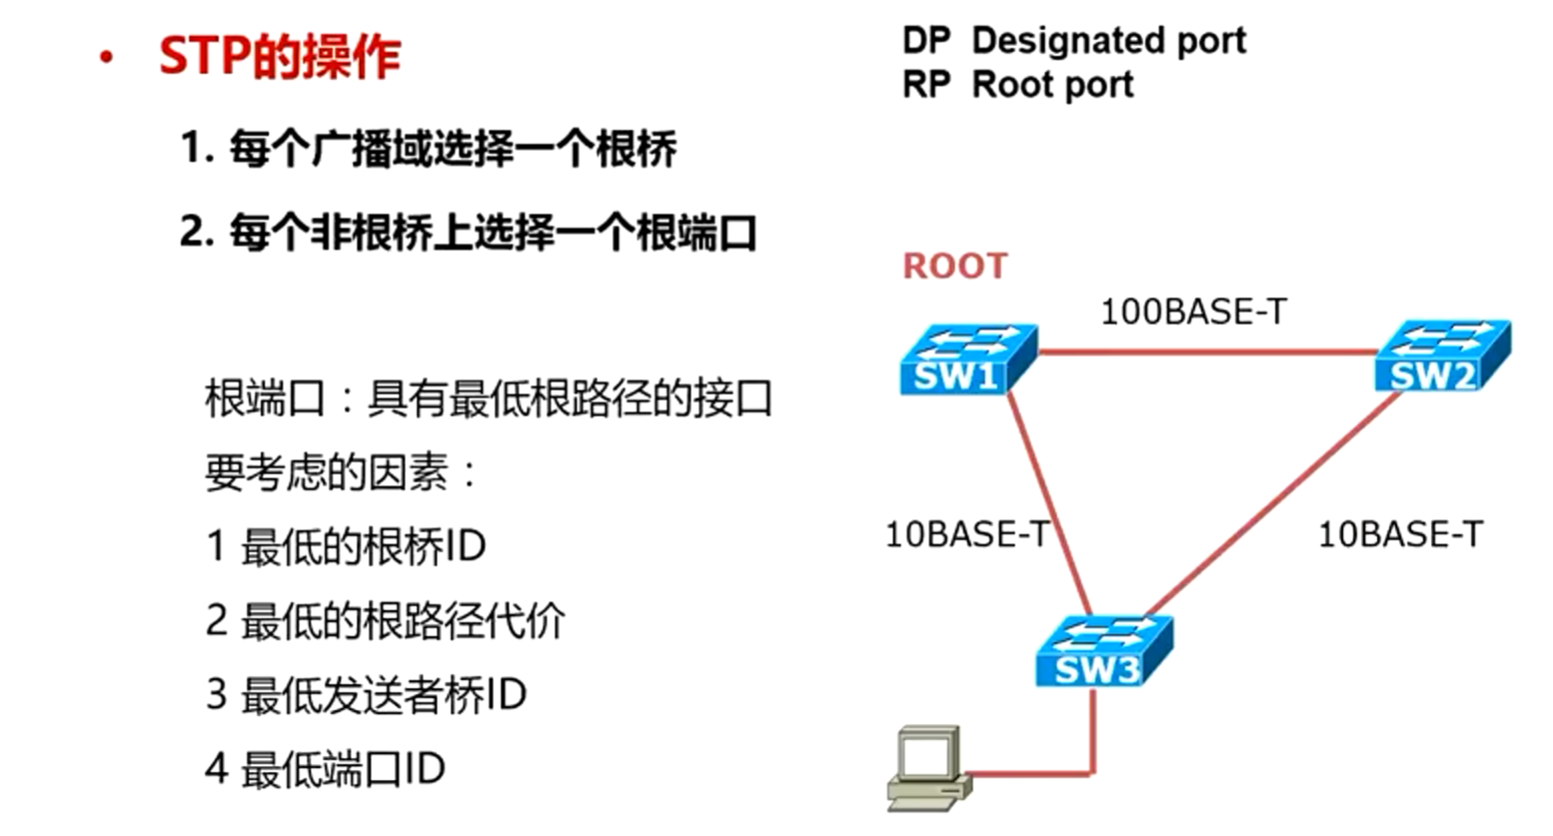 • STP的操作
1. 每个广播域选择一个根桥
2. 每个非根桥上选择一个根端口
根端口：具有最低根路径的接口
要考虑的因素：
1 最低的根桥ID
2 最低的根路径代价
3 最低发送者桥ID
4 最低端口ID
DP Designated port
RP Root port
ROOT
100BASE-T
SW1
SW2
10BASE-T
10BASE-T
SW3